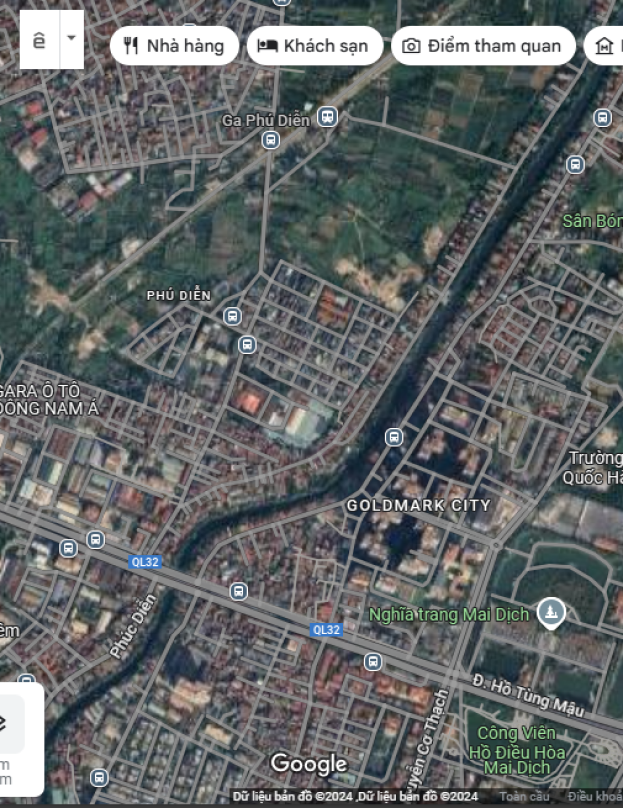 ê
Nhà hàng
Khách sạn
Điểm tham quan
Ga Phú Diễn
Sân Bón
PHÚ DIỄN
GARA Ô TÔ
ĐÔNG NAM Á
Trường
Quốc
GOLDMARK CITY
QL32
Phúc Diễn
Nghĩa trang Mai Dịch
QL32
Đ. Hồ Tùng Mậu
Cơ Thạch
Công Viên
Hồ Điều Hòa
Mai Dịch
Google
Dữ liệu bản đồ ©2024 ,Dữ liệu bản đồ ©2024
Toàn cầu
Điều